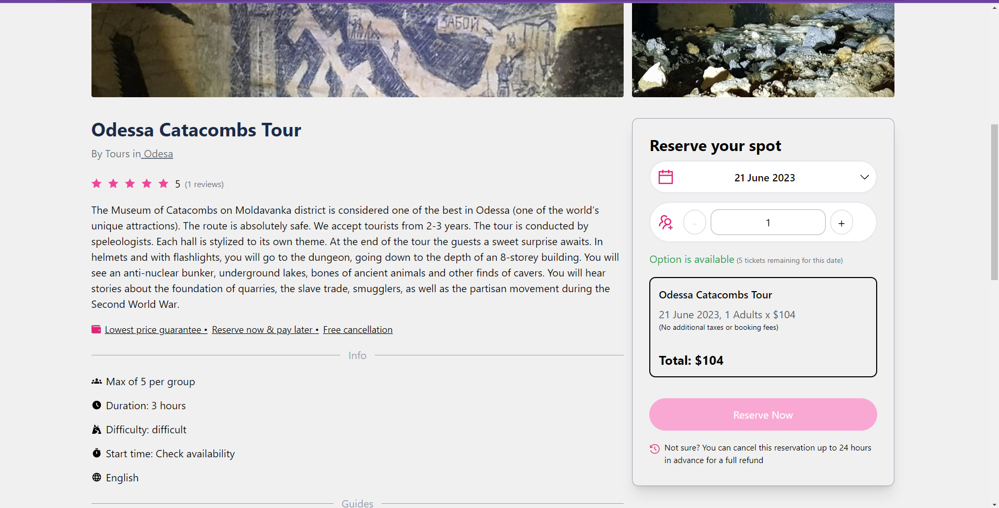 ЗАБОЙ
Odessa Catacombs Tour
By Tours in Odesa
5 (1 reviews)
The Museum of Catacombs on Moldavanka district is considered one of the best in Odessa (one of the world’s
unique attractions). The route is absolutely safe. We accept tourists from 2-3 years. The tour is conducted by
speleologists. Each hall is stylized to its own theme. At the end of the tour the guests a sweet surprise awaits. In
helmets and with flashlights, you will go to the dungeon, going down to the depth of an 8-storey building. You will
see an anti-nuclear bunker, underground lakes, bones of ancient animals and other finds of cavers. You will hear
stories about the foundation of quarries, the slave trade, smugglers, as well as the partisan movement during the
Second World War.
Lowest price guarantee • Reserve now & pay later • Free cancellation
Info
Max of 5 per group
Duration: 3 hours
Difficulty: difficult
Start time: Check availability
English
Guides
Reserve your spot
21 June 2023
- 1 +
Option is available (5 tickets remaining for this date)
Odessa Catacombs Tour
21 June 2023, 1 Adults x $104
(No additional taxes or booking fees)
Total: $104
Reserve Now
Not sure? You can cancel this reservation up to 24 hours
in advance for a full refund